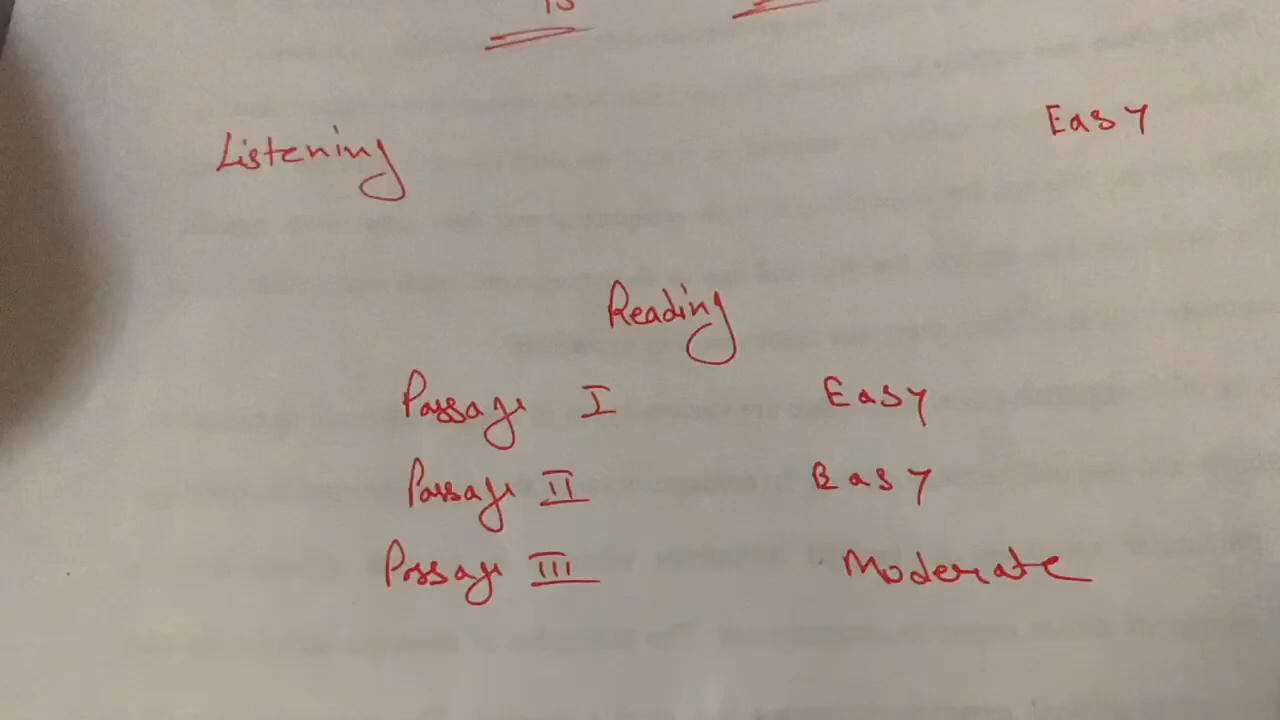 Listening Easy
Reading
Passage I Easy
Passage II Easy
Passage III Moderate